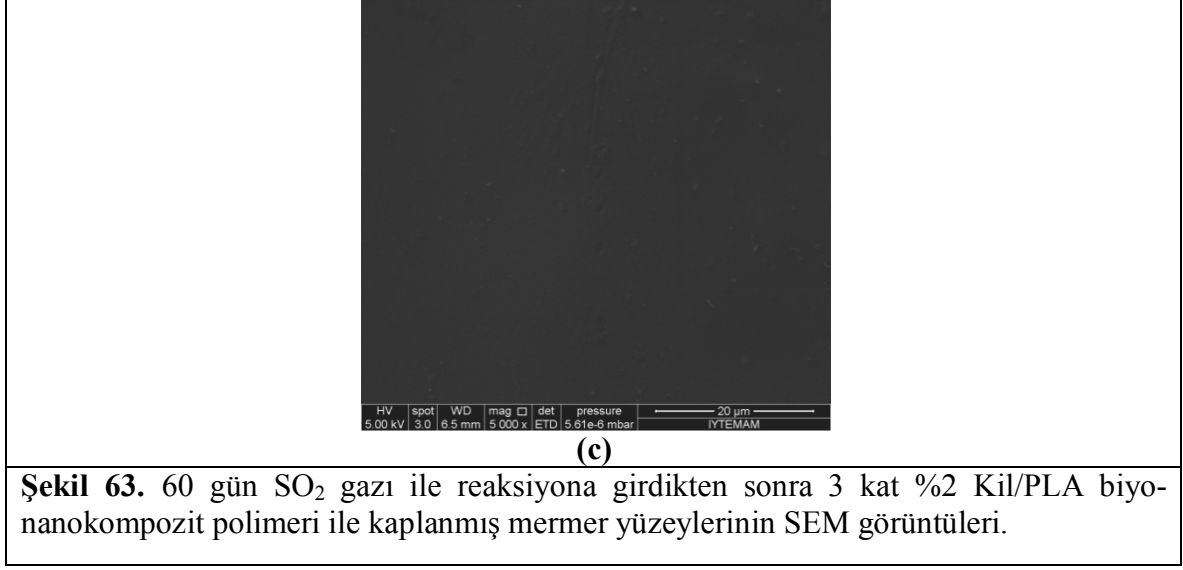 HV spot WD mag □ det pressure 20 µm
5.00 kV 3.0 6.5 mm 5 000 x ETD 5.61e-6 mbar IYTEMAM
(c)
Şekil 63. 60 gün SO₂ gazı ile reaksiyona girdikten sonra 3 kat %2 Kil/PLA biyo-
nanokompozit polimeri ile kaplanmış mermer yüzeylerinin SEM görüntüleri.